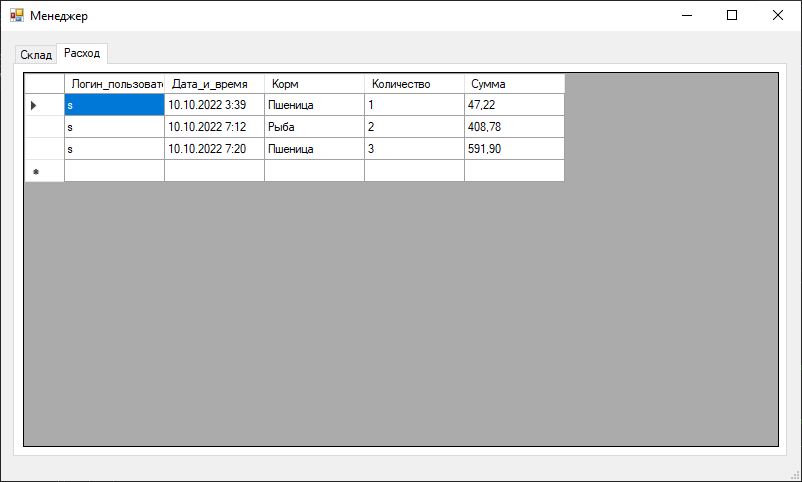 Менеджер
Склад Расход
Логин_пользоват Дата_и_время Корм Количество Сумма
s 10.10.2022 3:39 Пшеница 1 47,22
s 10.10.2022 7:12 Рыба 2 408,78
s 10.10.2022 7:20 Пшеница 3 591,90